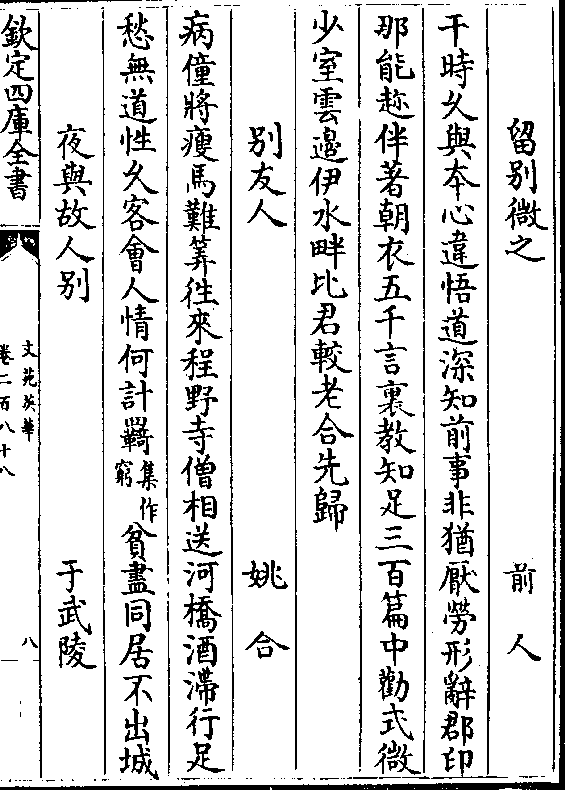 留别微之 前人
干時久與本心違悟道深知前事非猶厭勞形辭郡印
那能趂伴著朝衣五千言裏教知足三百篇中勸式微
少室雲邉伊水畔比君較老合先歸
别友人 姚合
病僮將瘦馬難筭徃來程野寺僧相送河橋酒滯行足
愁無道性久客會人情何計羇集作窮貧盡同居不出城
夜與故人别 于武陵
欽定四庫全書
文苑英華
卷二百八十八
八